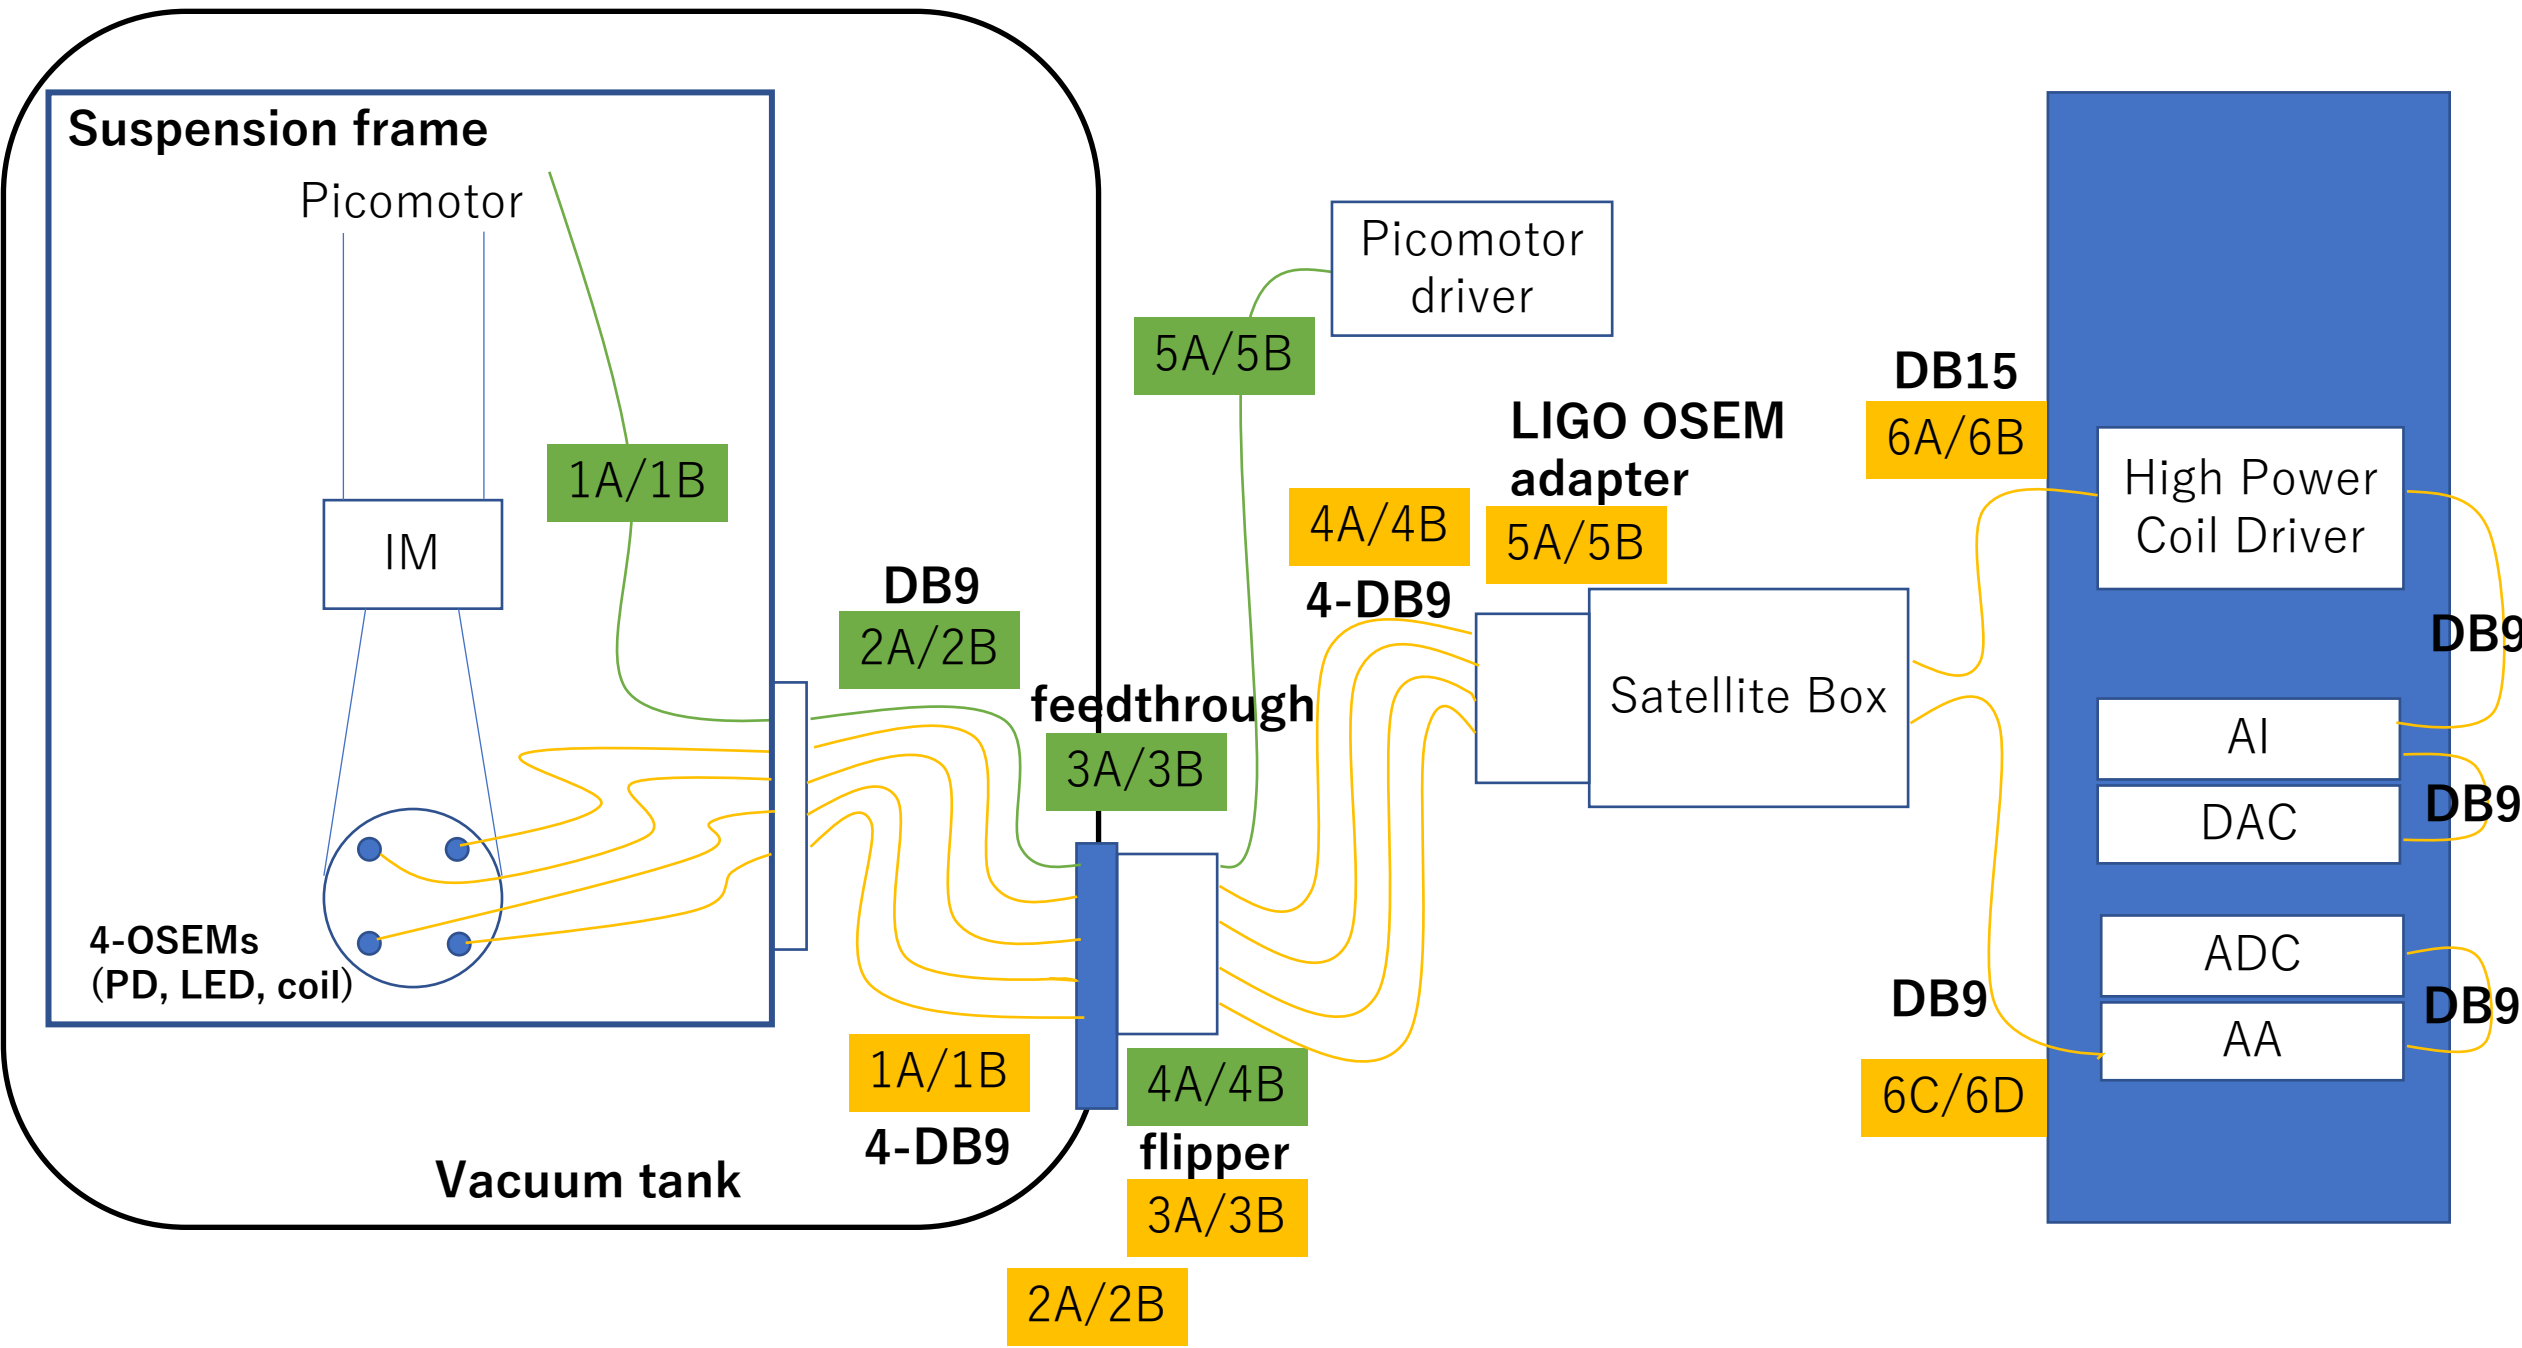 Suspension frame
Picomotor
1A/1B
IM
4-OSEMs
(PD, LED, coil)
Vacuum tank
DB9
2A/2B
feedthrough
3A/3B
1A/1B
4-DB9
4A/4B
flipper
3A/3B
2A/2B
Picomotor
driver
5A/5B
4A/4B
4-DB9
LIGO OSEM
adapter
5A/5B
Satellite Box
DB15
6A/6B
DB9
6C/6D
High Power
Coil Driver
DB9
AI
DAC
DB9
ADC
AA
DB9